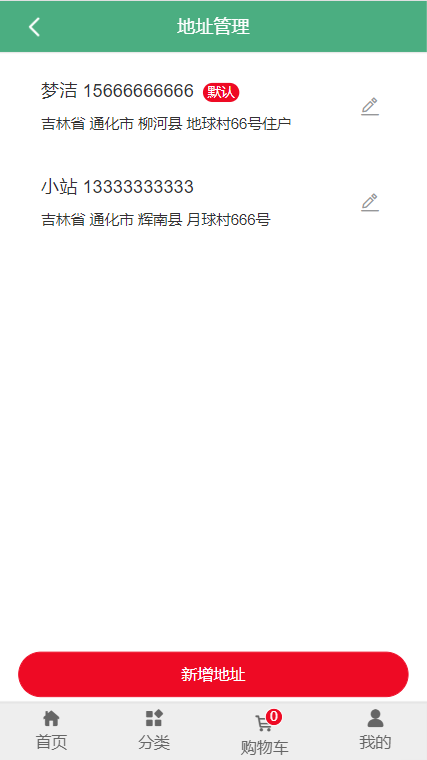 地址管理
梦洁 15666666666 默认
吉林省 通化市 柳河县 地球村66号住户
小站 13333333333
吉林省 通化市 辉南县 月球村666号
新增地址
0
首页 分类 购物车 我的